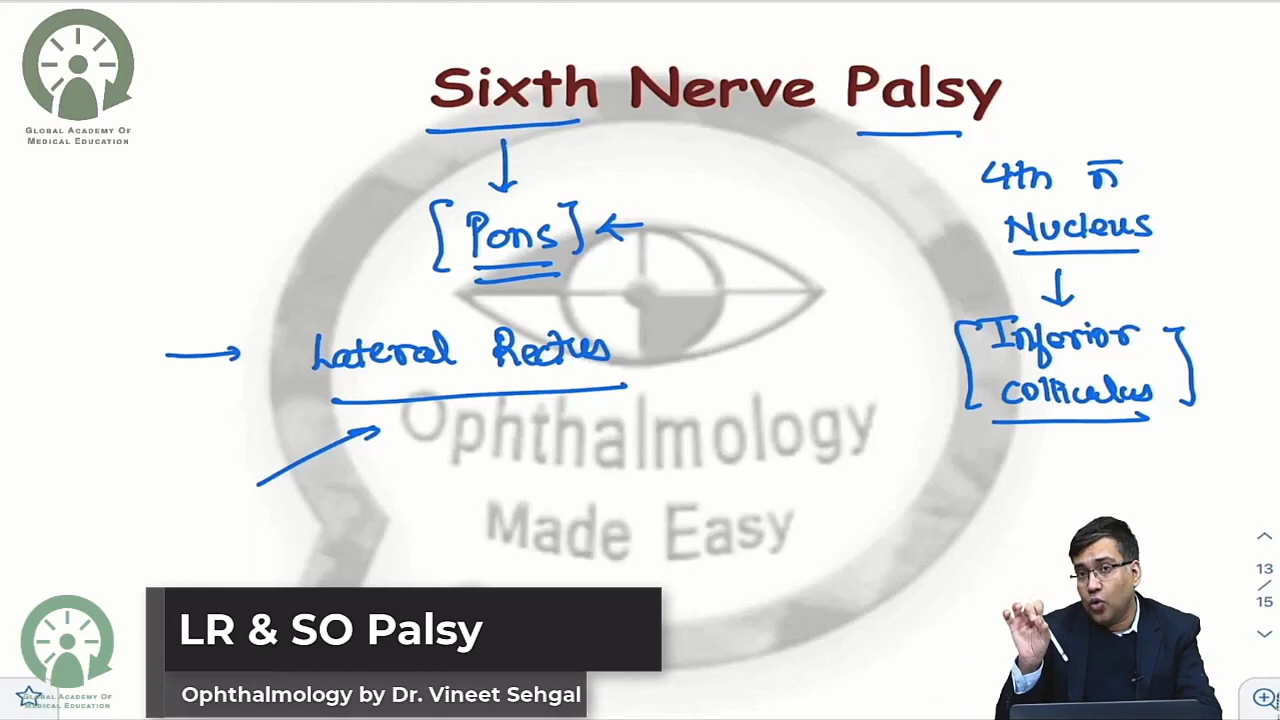 GLOBAL ACADEMY OF
MEDICAL EDUCATION
Sixth Nerve Palsy
[Pons] ←
→ Lateral Rectus
4th n̄
Nucleus
[Inferior
colliculus]
Ophthalmology
Made Easy
13
/
15
LR & SO Palsy
Ophthalmology by Dr. Vineet Sehgal
GLOBAL ACADEMY OF
MEDICAL EDUCATION